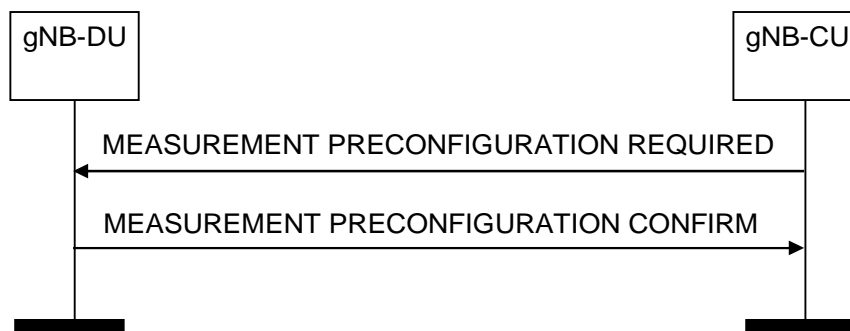 gNB-DU
gNB-CU
MEASUREMENT PRECONFIGURATION REQUIRED
MEASUREMENT PRECONFIGURATION CONFIRM